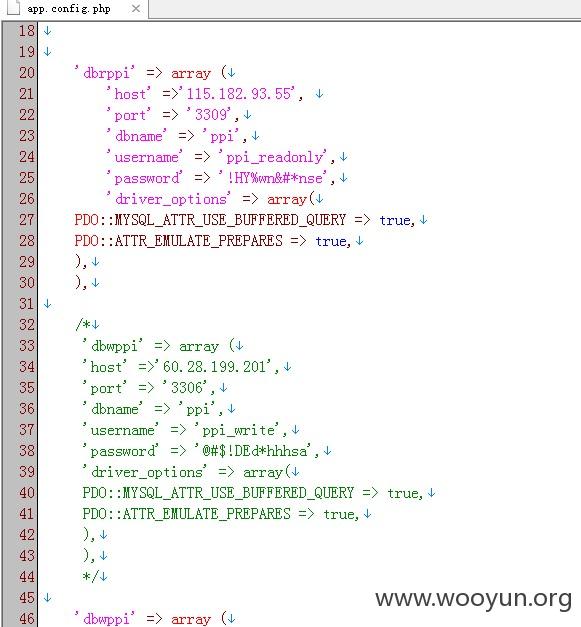 app.config.php
18
19
20 'dbrppi' => array (
21 'host' =>'115.182.93.55',
22 'port' => '3309',
23 'dbname' => 'ppi',
24 'username' => 'ppi_readonly',
25 'password' => '!HY%wn&#*nse',
26 'driver_options' => array(
27 PDO::MYSQL_ATTR_USE_BUFFERED_QUERY => true,
28 PDO::ATTR_EMULATE_PREPARES => true,
29 ),
30 ),
31
32 /*
33 'dbwppi' => array (
34 'host' =>'60.28.199.201',
35 'port' => '3306',
36 'dbname' => 'ppi',
37 'username' => 'ppi_write',
38 'password' => '@#$!DEd*hhhsa',
39 'driver_options' => array(
40 PDO::MYSQL_ATTR_USE_BUFFERED_QUERY => true,
41 PDO::ATTR_EMULATE_PREPARES => true,
42 ),
43 ),
44 */
45
www.wooyun.org
46 'dbwppi' => array (